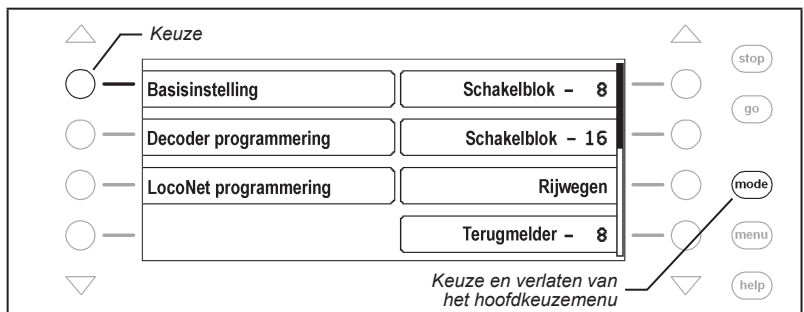 Keuze
stop
Basisinstelling
Schakelblok – 8
go
Decoder programmering
Schakelblok – 16
LocoNet programmering
Rijwegen
mode
Terugmelder – 8
menu
Keuze en verlaten van
het hoofdkeuzemenu
help